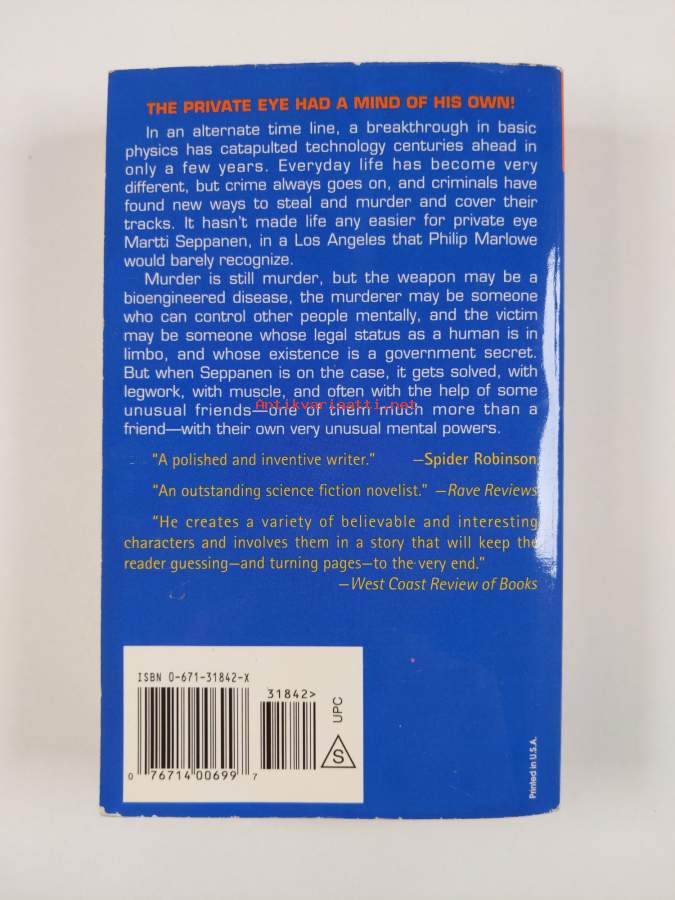 THE PRIVATE EYE HAD A MIND OF HIS OWN!
In an alternate time line, a breakthrough in basic
physics has catapulted technology centuries ahead in
only a few years. Everyday life has become very
different, but crime always goes on, and criminals have
found new ways to steal and murder and cover their
tracks. It hasn't made life any easier for private eye
Martti Seppanen, in a Los Angeles that Philip Marlowe
would barely recognize.
Murder is still murder, but the weapon may be a
bioengineered disease, the murderer may be someone
who can control other people mentally, and the victim
may be someone whose legal status as a human is in
limbo, and whose existence is a government secret.
But when Seppanen is on the case, it gets solved, with
legwork, with muscle, and often with the help of some
unusual friends—one of them much more than a
friend—with their own very unusual mental powers.
Antikvariaatti.net
"A polished and inventive writer." —Spider Robinson
"An outstanding science fiction novelist." —Rave Reviews
"He creates a variety of believable and interesting
characters and involves them in a story that will keep the
reader guessing—and turning pages—to the very end."
—West Coast Review of Books
ISBN 0-671-31842-X
31842>
UPC
S
0 76714 00699 7
Printed in U.S.A.